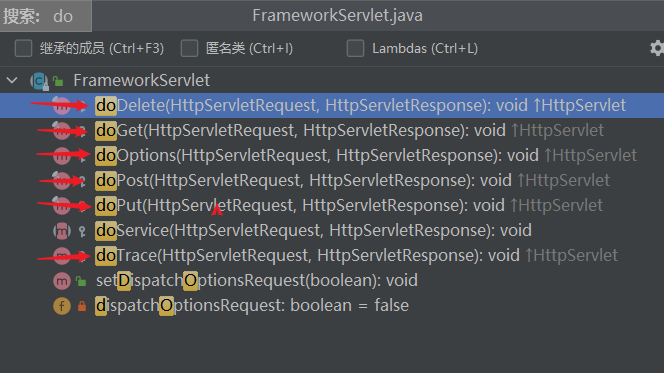 搜索: do
FrameworkServlet.java
继承的成员 (Ctrl+F3) 匿名类 (Ctrl+I) Lambdas (Ctrl+L)
FrameworkServlet
doDelete(HttpServletRequest, HttpServletResponse): void ↑HttpServlet
doGet(HttpServletRequest, HttpServletResponse): void ↑HttpServlet
doOptions(HttpServletRequest, HttpServletResponse): void ↑HttpServlet
doPost(HttpServletRequest, HttpServletResponse): void ↑HttpServlet
doPut(HttpServletRequest, HttpServletResponse): void ↑HttpServlet
doService(HttpServletRequest, HttpServletResponse): void
doTrace(HttpServletRequest, HttpServletResponse): void ↑HttpServlet
setDispatchOptionsRequest(boolean): void
dispatchOptionsRequest: boolean = false